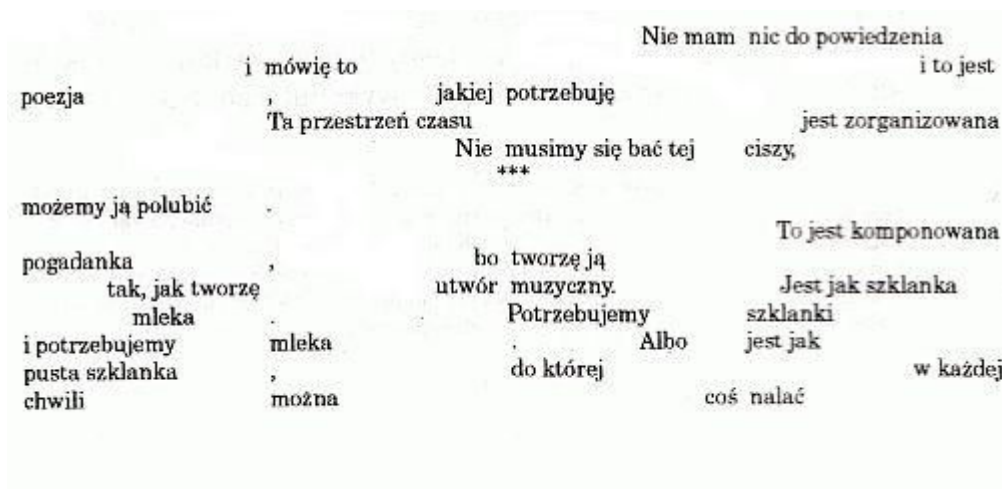 Nie mam nic do powiedzenia
i mówię to i to jest
poezja , jakiej potrzebuję
Ta przestrzeń czasu jest zorganizowana
Nie musimy się bać tej ciszy,
***
możemy ją polubić .
To jest komponowana
pogadanka , bo tworzę ją
tak, jak tworzę utwór muzyczny. Jest jak szklanka
mleka . Potrzebujemy szklanki
i potrzebujemy mleka . Albo jest jak
pusta szklanka , do której w każdej
chwili można coś nalać